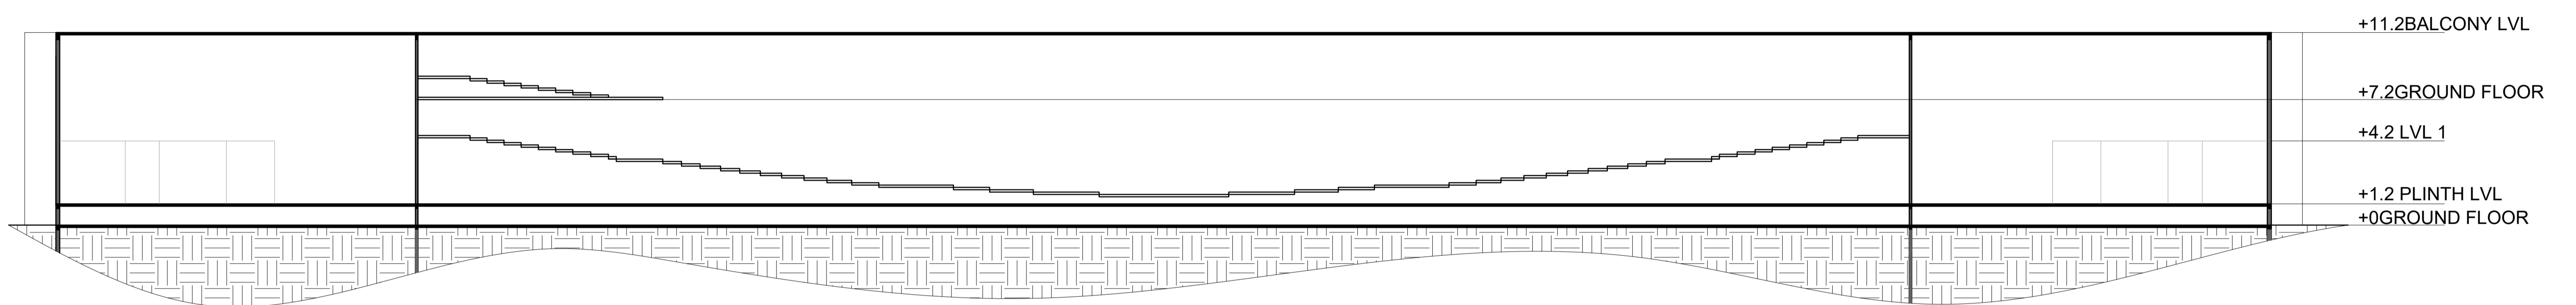 +11.2BALCONY LVL
+7.2GROUND FLOOR
+4.2 LVL 1
+1.2 PLINTH LVL
+0GROUND FLOOR